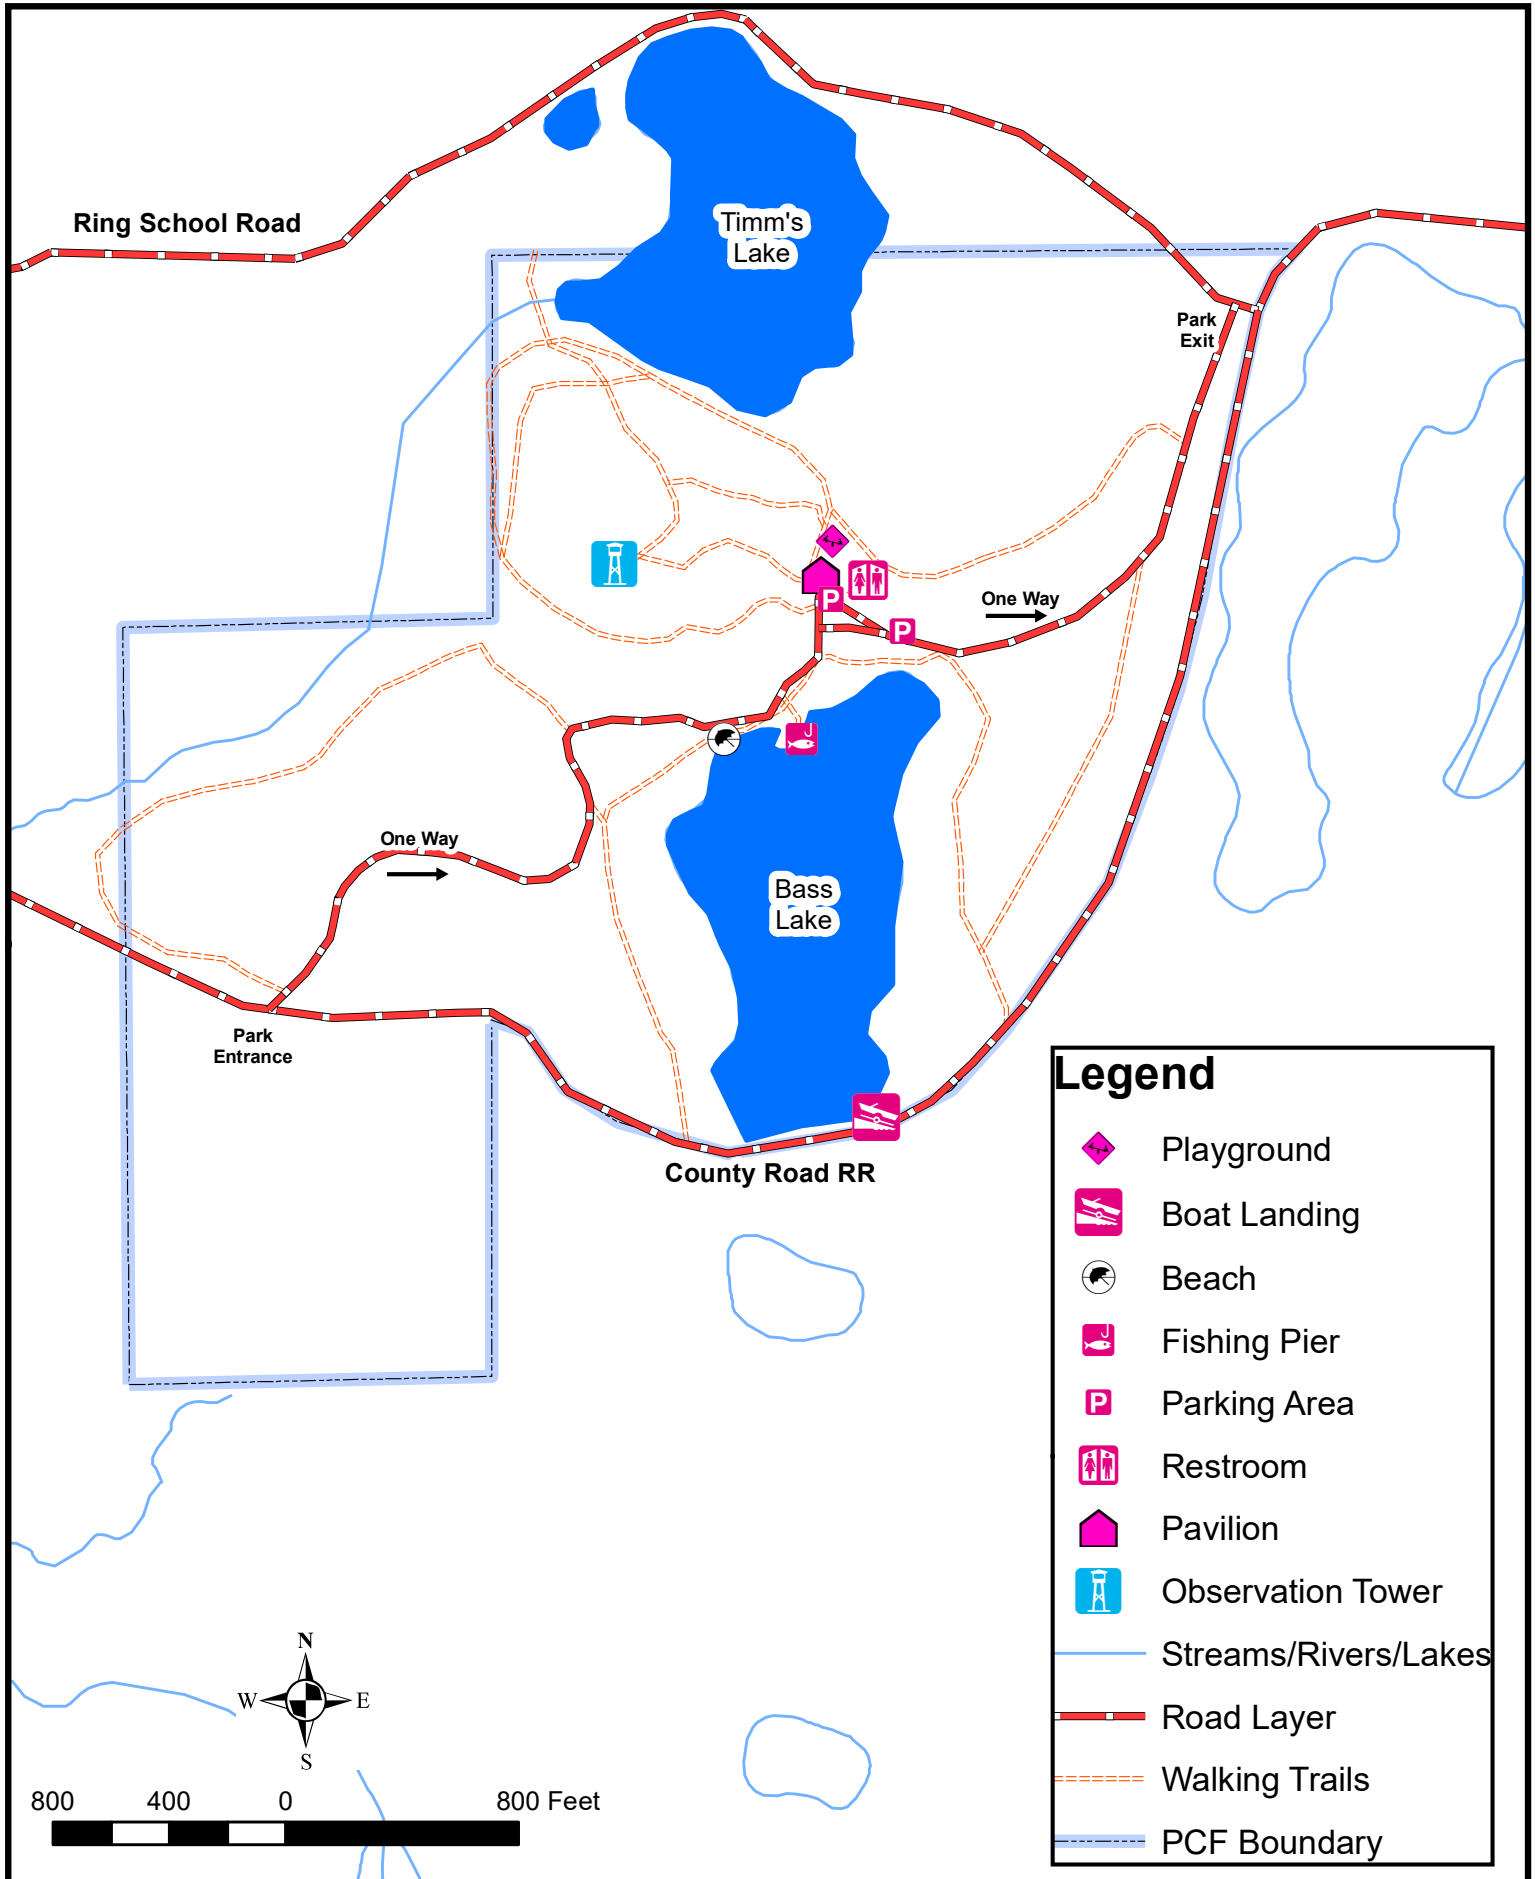 Ring School Road
Timm's
Lake
Park
Exit
One Way
P
P
One Way
Bass
Lake
Park
Entrance
County Road RR
Legend
Playground
Boat Landing
Beach
Fishing Pier
P
Parking Area
Restroom
Pavilion
Observation Tower
Streams/Rivers/Lakes
Road Layer
Walking Trails
PCF Boundary
N
W
E
S
800 400 0 800 Feet